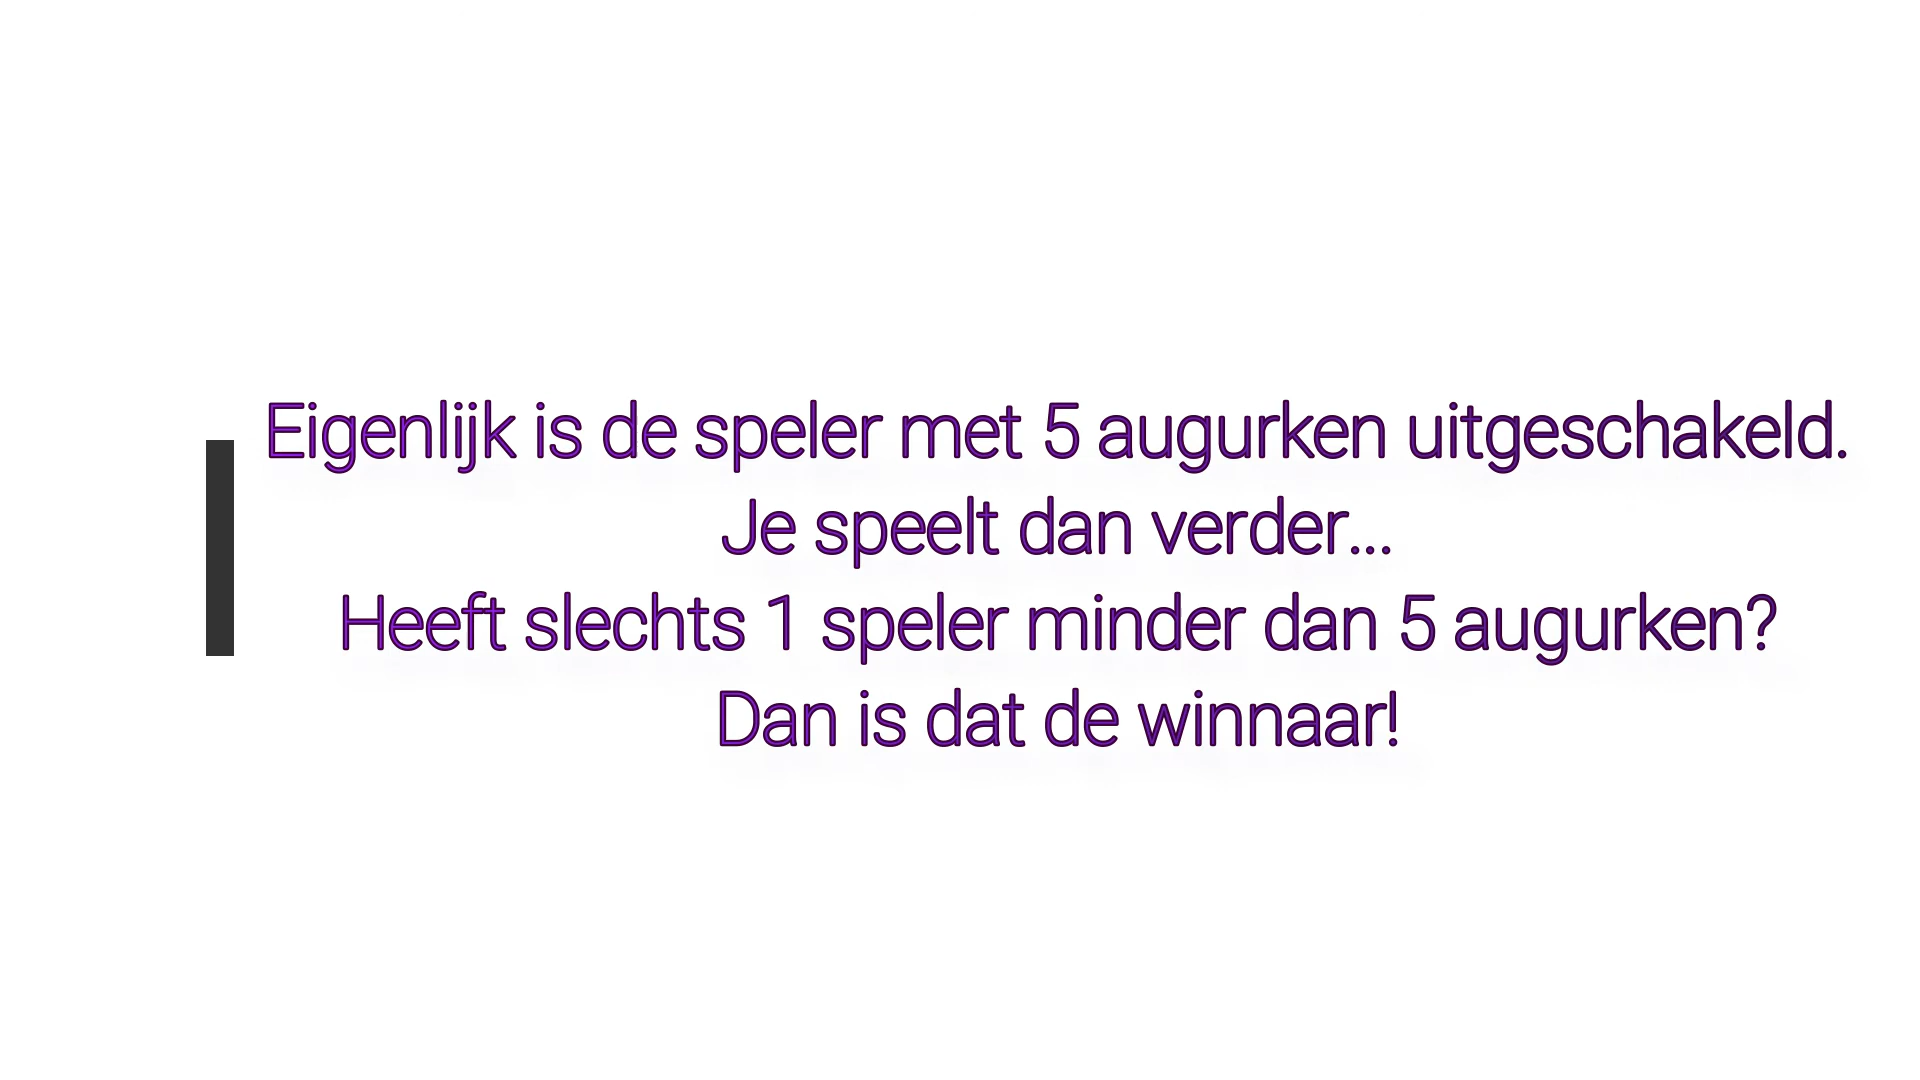 Eigenlijk is de speler met 5 augurken uitgeschakeld.
Je speelt dan verder...
Heeft slechts 1 speler minder dan 5 augurken?
Dan is dat de winnaar!